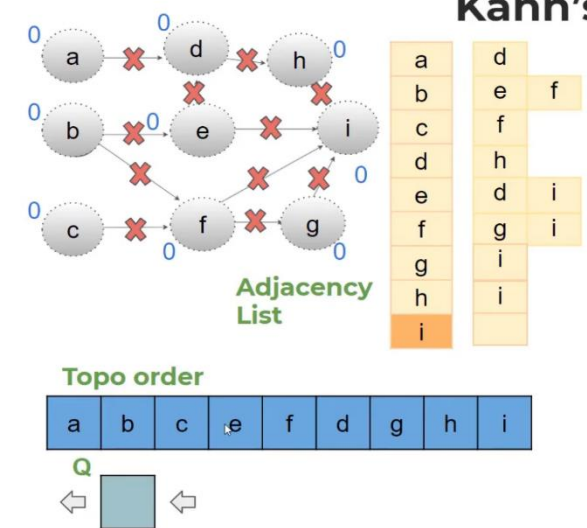 Kahn's
0 0 0
a d h
0 0
b e i
0 0
c f g
0 0
Adjacency
List
a d
b e f
c f
d h
e d i
f g i
g i
h i
i
Topo order
a b c e f d g h i
Q